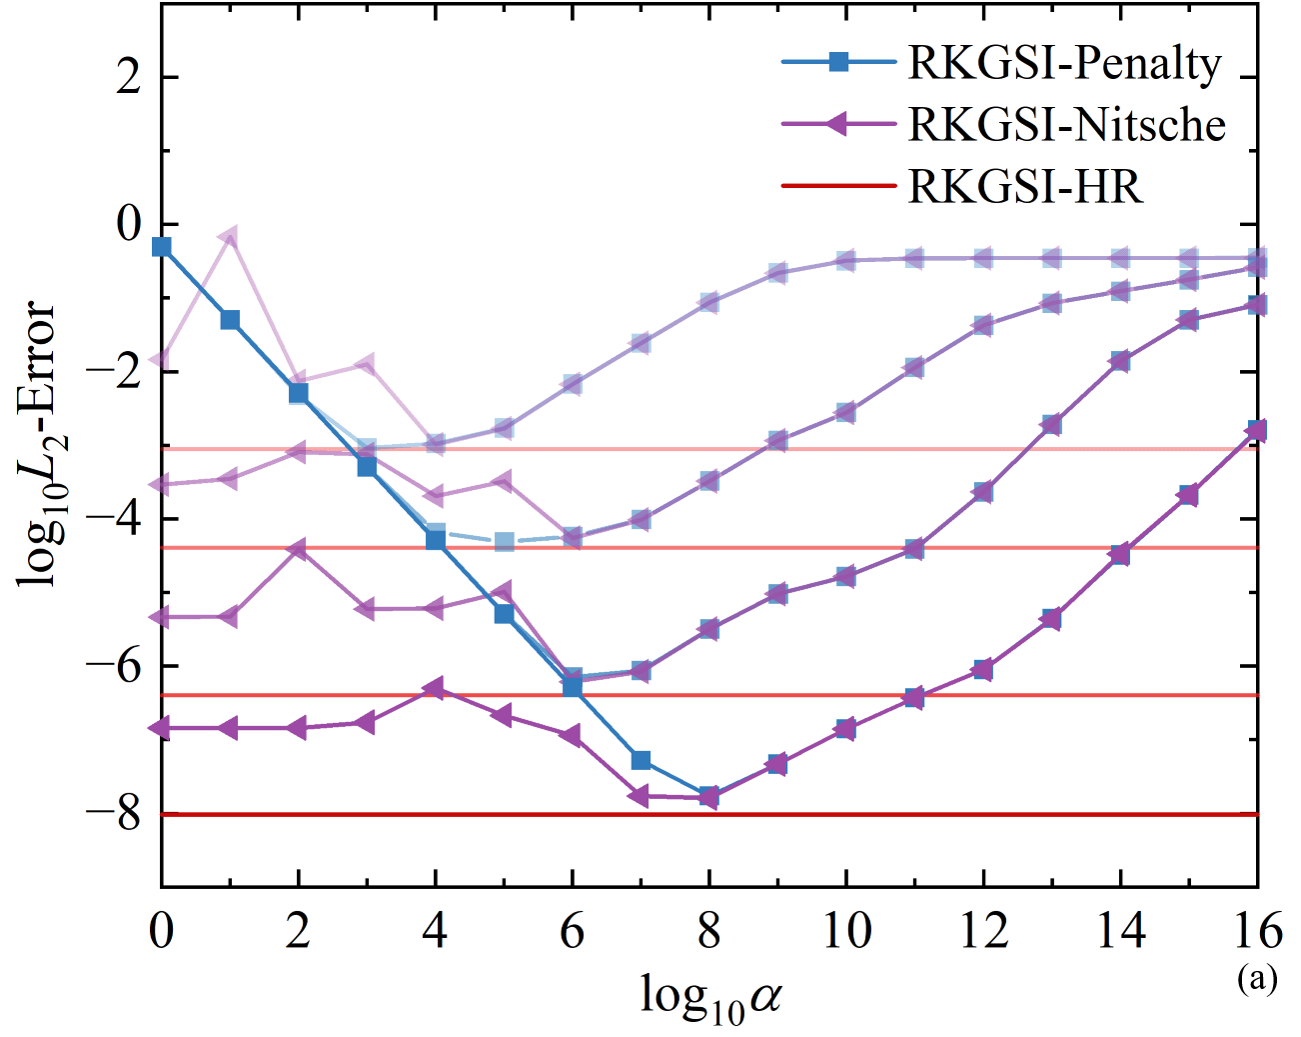 RKGSI-Penalty
RKGSI-Nitsche
RKGSI-HR
log₁₀L₂-Error
2
0
−2
−4
−6
−8
0 2 4 6 8 10 12 14 16
log₁₀α
(a)